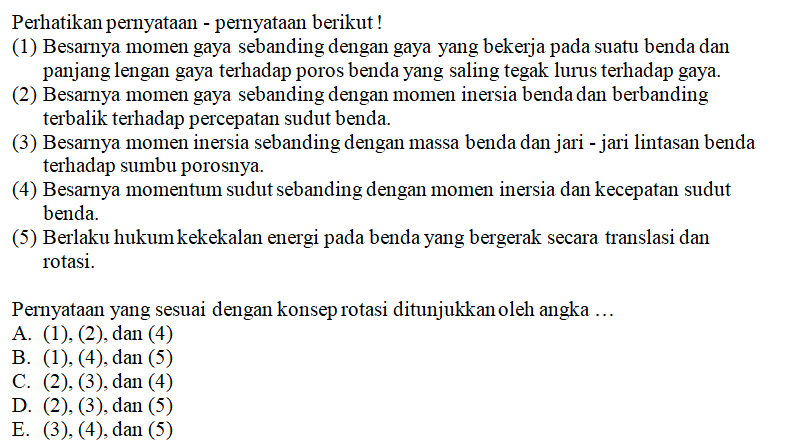 Perhatikan pernyataan - pernyataan berikut !
(1) Besarnya momen gaya sebanding dengan gaya yang bekerja pada suatu benda dan
panjang lengan gaya terhadap poros benda yang saling tegak lurus terhadap gaya.
(2) Besarnya momen gaya sebanding dengan momen inersia benda dan berbanding
terbalik terhadap percepatan sudut benda.
(3) Besarnya momen inersia sebanding dengan massa benda dan jari - jari lintasan benda
terhadap sumbu porosnya.
(4) Besarnya momentum sudut sebanding dengan momen inersia dan kecepatan sudut
benda.
(5) Berlaku hukum kekekalan energi pada benda yang bergerak secara translasi dan
rotasi.
Pernyataan yang sesuai dengan konsep rotasi ditunjukkan oleh angka …
A. (1), (2), dan (4)
B. (1), (4), dan (5)
C. (2), (3), dan (4)
D. (2), (3), dan (5)
E. (3), (4), dan (5)